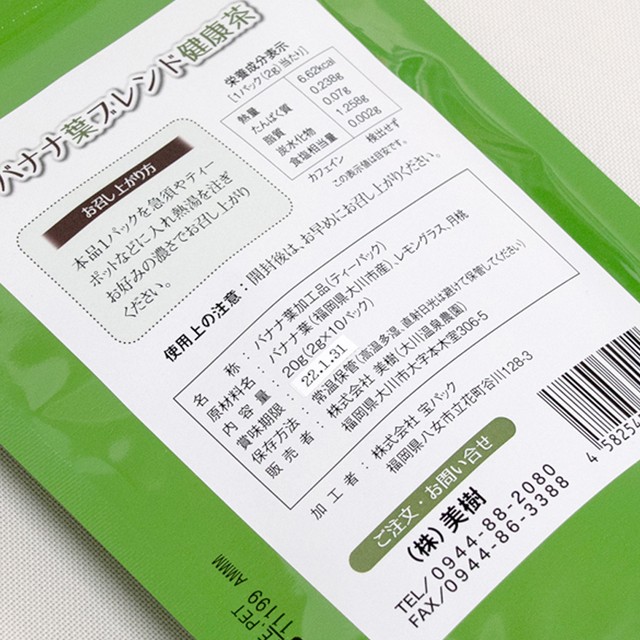 バナナ葉ブレンド健康茶
お召し上がり方
本品1パックを急須やティー
ポットなどに入れ熱湯を注ぎ
お好みの濃さでお召し上がり
ください。
栄養成分表示
[1パック(2g)当たり]
熱量 6.62kcal
たんぱく質 0.238g
脂質 0.07g
炭水化物 1.258g
食塩相当量 0.002g
カフェイン 検出せず
この表示値は目安です。
使用上の注意：開封後は、お早めにお召し上がりください。
名称：バナナ葉加工品(ティーバッグ)
原材料名：バナナ葉(福岡県大川市産)、レモングラス、月桃
内容量：20g(2g×10パック)
賞味期限：22.1.31
保存方法：常温保管(高温多湿、直射日光は避けて保管してください)
販売者：株式会社 美樹(大川温泉農園)
福岡県大川市大字本木室306-5
加工者：株式会社 宝パック
福岡県八女市立花町谷川128-3
ご注文・お問い合せ
(株)美樹
TEL/0944-88-2080
FAX/0944-86-3388
4 58254
E,PET
T1199 AMMM